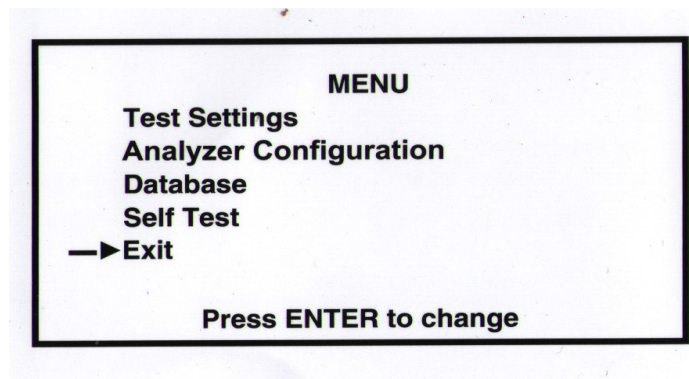 MENU
Test Settings
Analyzer Configuration
Database
Self Test
Exit
Press ENTER to change